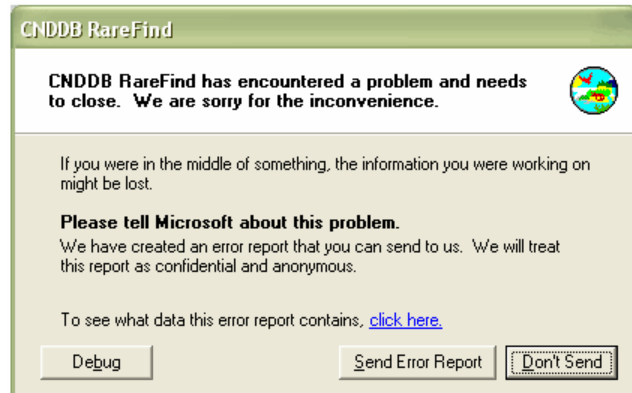 CNDDB RareFind
CNDDB RareFind has encountered a problem and needs
to close.  We are sorry for the inconvenience.
If you were in the middle of something, the information you were working on
might be lost.
Please tell Microsoft about this problem.
We have created an error report that you can send to us.  We will treat
this report as confidential and anonymous.
To see what data this error report contains, click here.
Debug
Send Error Report
Don't Send